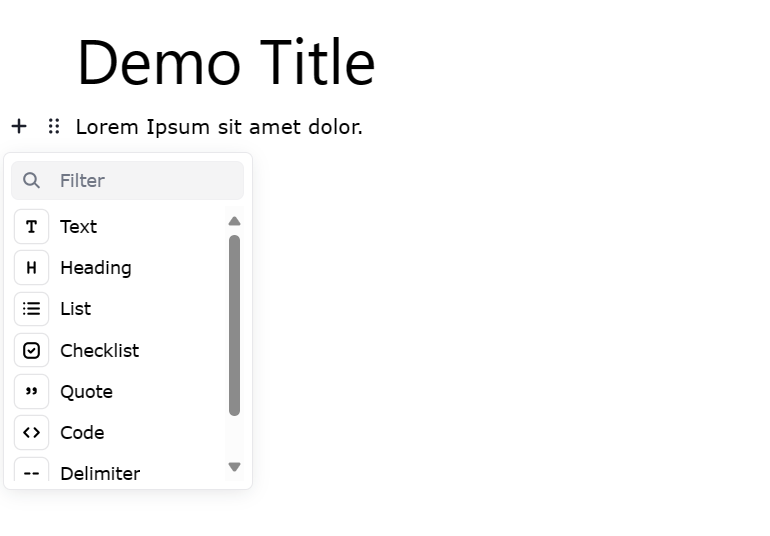 Demo Title
Lorem Ipsum sit amet dolor.
Filter
Text
Heading
List
Checklist
Quote
Code
Delimiter